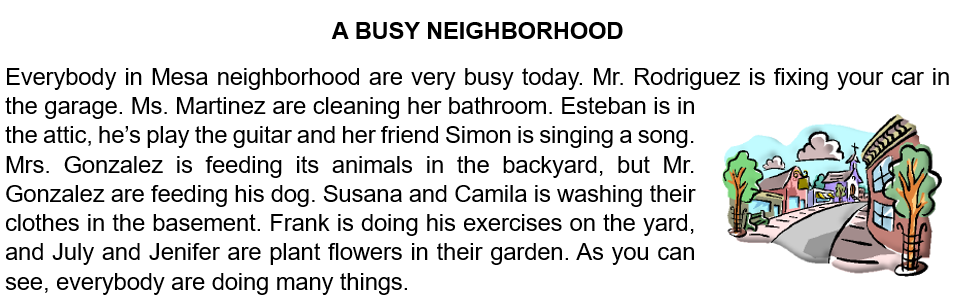 A BUSY NEIGHBORHOOD
Everybody in Mesa neighborhood are very busy today. Mr. Rodriguez is fixing your car in
the garage. Ms. Martinez are cleaning her bathroom. Esteban is in
the attic, he’s play the guitar and her friend Simon is singing a song.
Mrs. Gonzalez is feeding its animals in the backyard, but Mr.
Gonzalez are feeding his dog. Susana and Camila is washing their
clothes in the basement. Frank is doing his exercises on the yard,
and July and Jenifer are plant flowers in their garden. As you can
see, everybody are doing many things.